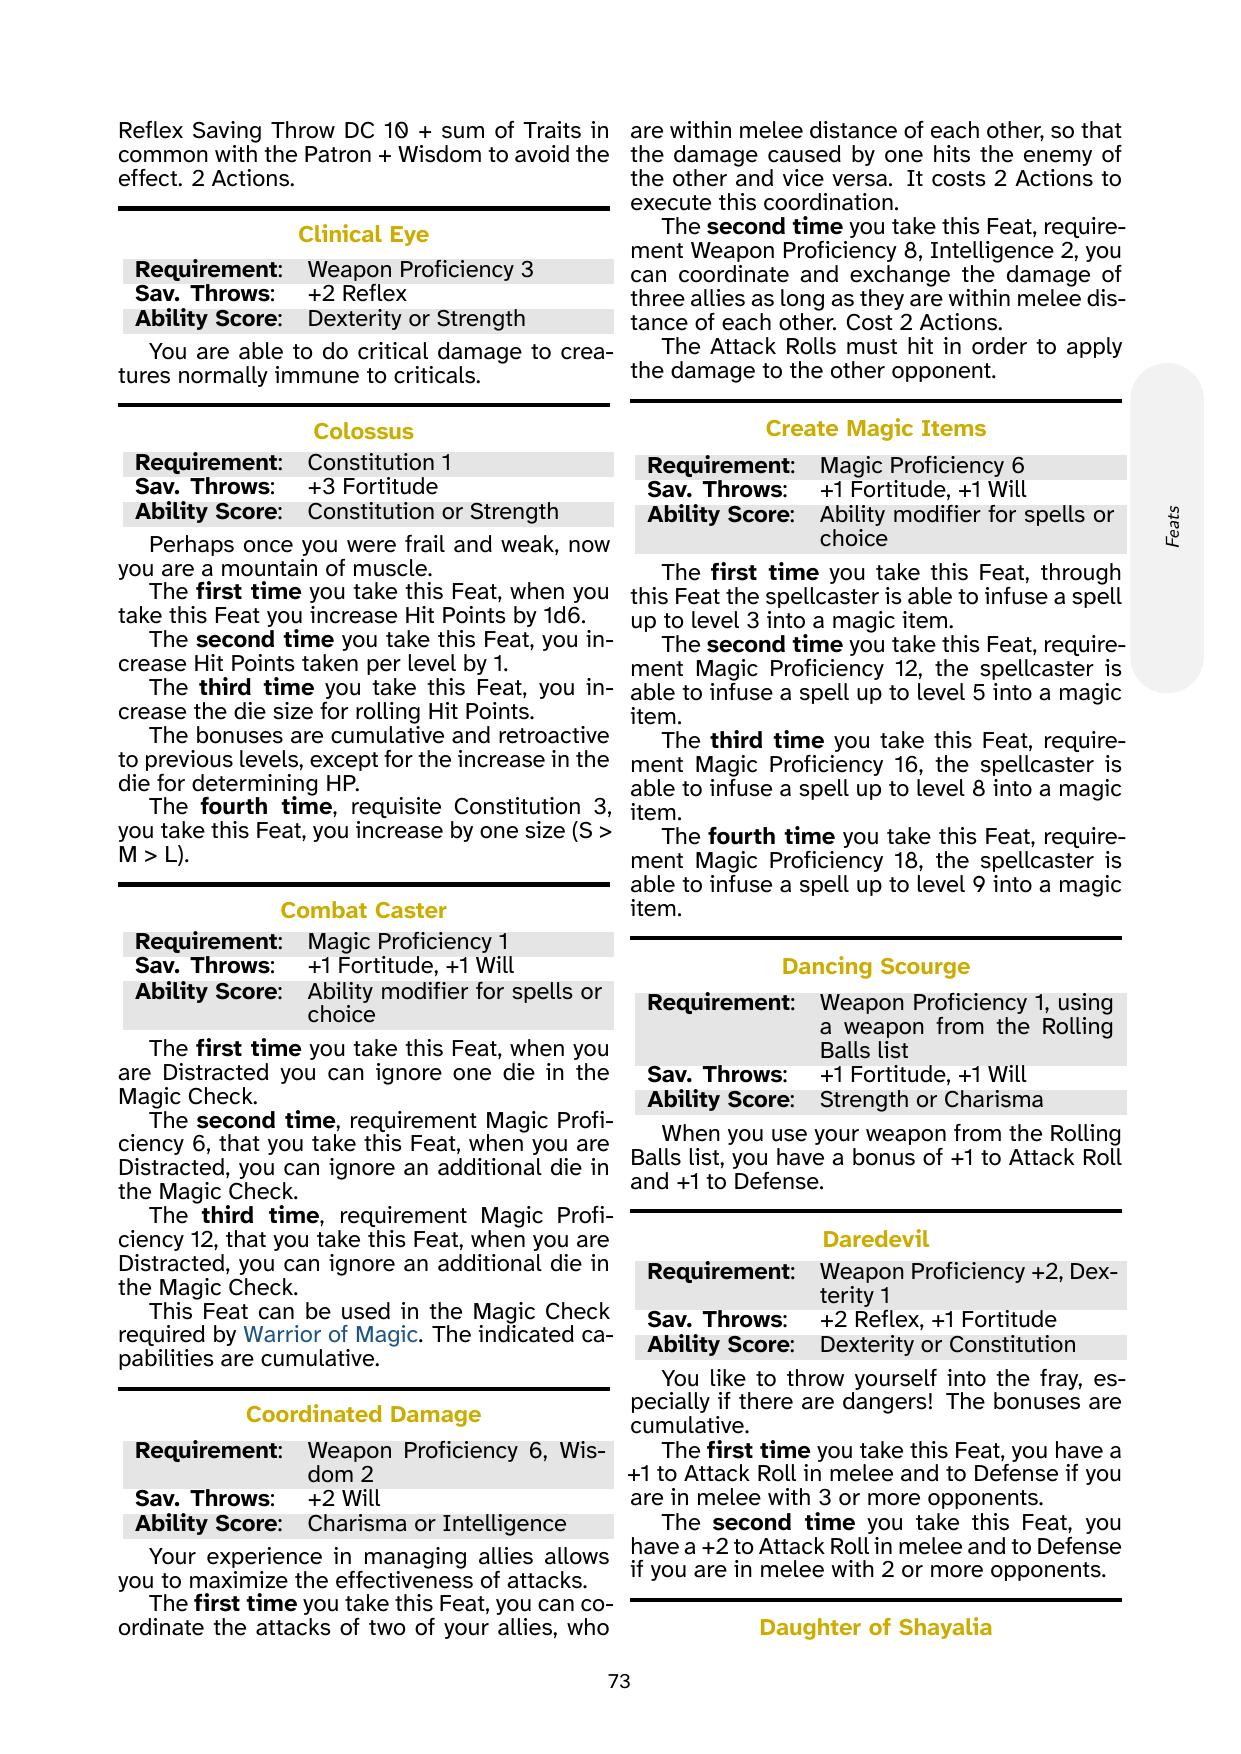 Reflex Saving Throw DC 10 + sum of Traits in
common with the Patron + Wisdom to avoid the
effect. 2 Actions.
Clinical Eye
Requirement: Weapon Proficiency 3
Sav. Throws: +2 Reflex
Ability Score: Dexterity or Strength
You are able to do critical damage to crea-
tures normally immune to criticals.
Colossus
Requirement: Constitution 1
Sav. Throws: +3 Fortitude
Ability Score: Constitution or Strength
Perhaps once you were frail and weak, now
you are a mountain of muscle.
The first time you take this Feat, when you
take this Feat you increase Hit Points by 1d6.
The second time you take this Feat, you in-
crease Hit Points taken per level by 1.
The third time you take this Feat, you in-
crease the die size for rolling Hit Points.
The bonuses are cumulative and retroactive
to previous levels, except for the increase in the
die for determining HP.
The fourth time, requisite Constitution 3,
you take this Feat, you increase by one size (S >
M > L).
Combat Caster
Requirement: Magic Proficiency 1
Sav. Throws: +1 Fortitude, +1 Will
Ability Score: Ability modifier for spells or
choice
The first time you take this Feat, when you
are Distracted you can ignore one die in the
Magic Check.
The second time, requirement Magic Profi-
ciency 6, that you take this Feat, when you are
Distracted, you can ignore an additional die in
the Magic Check.
The third time, requirement Magic Profi-
ciency 12, that you take this Feat, when you are
Distracted, you can ignore an additional die in
the Magic Check.
This Feat can be used in the Magic Check
required by Warrior of Magic. The indicated ca-
pabilities are cumulative.
Coordinated Damage
Requirement: Weapon Proficiency 6, Wis-
dom 2
Sav. Throws: +2 Will
Ability Score: Charisma or Intelligence
Your experience in managing allies allows
you to maximize the effectiveness of attacks.
The first time you take this Feat, you can co-
ordinate the attacks of two of your allies, who
are within melee distance of each other, so that
the damage caused by one hits the enemy of
the other and vice versa. It costs 2 Actions to
execute this coordination.
The second time you take this Feat, require-
ment Weapon Proficiency 8, Intelligence 2, you
can coordinate and exchange the damage of
three allies as long as they are within melee dis-
tance of each other. Cost 2 Actions.
The Attack Rolls must hit in order to apply
the damage to the other opponent.
Create Magic Items
Requirement: Magic Proficiency 6
Sav. Throws: +1 Fortitude, +1 Will
Ability Score: Ability modifier for spells or
choice
The first time you take this Feat, through
this Feat the spellcaster is able to infuse a spell
up to level 3 into a magic item.
The second time you take this Feat, require-
ment Magic Proficiency 12, the spellcaster is
able to infuse a spell up to level 5 into a magic
item.
The third time you take this Feat, require-
ment Magic Proficiency 16, the spellcaster is
able to infuse a spell up to level 8 into a magic
item.
The fourth time you take this Feat, require-
ment Magic Proficiency 18, the spellcaster is
able to infuse a spell up to level 9 into a magic
item.
Dancing Scourge
Requirement: Weapon Proficiency 1, using
a weapon from the Rolling
Balls list
Sav. Throws: +1 Fortitude, +1 Will
Ability Score: Strength or Charisma
When you use your weapon from the Rolling
Balls list, you have a bonus of +1 to Attack Roll
and +1 to Defense.
Daredevil
Requirement: Weapon Proficiency +2, Dex-
terity 1
Sav. Throws: +2 Reflex, +1 Fortitude
Ability Score: Dexterity or Constitution
You like to throw yourself into the fray, es-
pecially if there are dangers! The bonuses are
cumulative.
The first time you take this Feat, you have a
+1 to Attack Roll in melee and to Defense if you
are in melee with 3 or more opponents.
The second time you take this Feat, you
have a +2 to Attack Roll in melee and to Defense
if you are in melee with 2 or more opponents.
Daughter of Shayalia
Feats
73